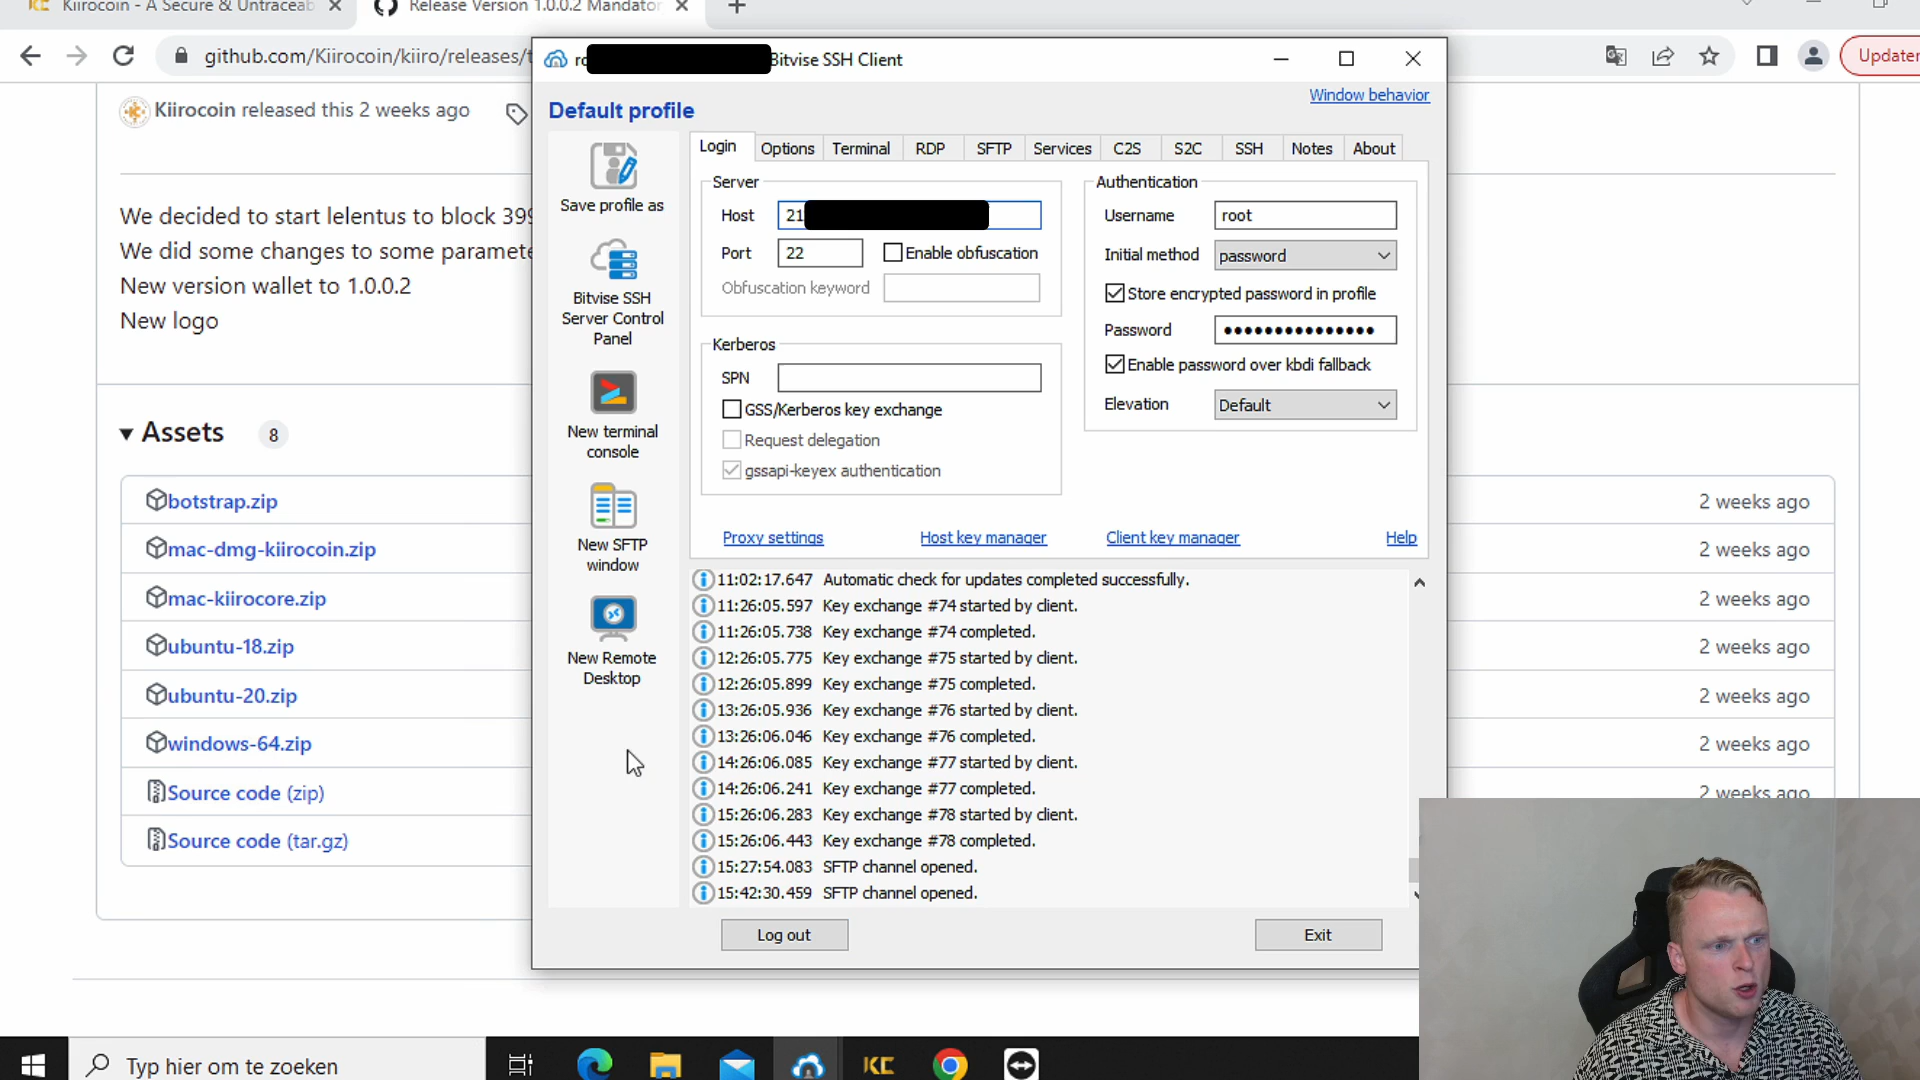 Kiirocoin - A Secure & Untraceab
Release Version 1.0.0.2 Mandator
github.com/Kiirocoin/kiiro/releases/t
Updaten
Kiirocoin released this 2 weeks ago
We decided to start lelentus to block 399
We did some changes to some paramete
New version wallet to 1.0.0.2
New logo
Assets 8
botstrap.zip 2 weeks ago
mac-dmg-kiirocoin.zip 2 weeks ago
mac-kiirocore.zip 2 weeks ago
ubuntu-18.zip 2 weeks ago
ubuntu-20.zip 2 weeks ago
windows-64.zip 2 weeks ago
Source code (zip) 2 weeks ago
Source code (tar.gz)
ro Bitvise SSH Client
Window behavior
Default profile
Save profile as
Bitvise SSH
Server Control
Panel
New terminal
console
New SFTP
window
New Remote
Desktop
Login Options Terminal RDP SFTP Services C2S S2C SSH Notes About
Server
Host 21
Port 22 Enable obfuscation
Obfuscation keyword
Kerberos
SPN
GSS/Kerberos key exchange
Request delegation
gssapi-keyex authentication
Authentication
Username root
Initial method password
Store encrypted password in profile
Password ●●●●●●●●●●●●●●●
Enable password over kbdi fallback
Elevation Default
Proxy settings Host key manager Client key manager Help
11:02:17.647 Automatic check for updates completed successfully.
11:26:05.597 Key exchange #74 started by client.
11:26:05.738 Key exchange #74 completed.
12:26:05.775 Key exchange #75 started by client.
12:26:05.899 Key exchange #75 completed.
13:26:05.936 Key exchange #76 started by client.
13:26:06.046 Key exchange #76 completed.
14:26:06.085 Key exchange #77 started by client.
14:26:06.241 Key exchange #77 completed.
15:26:06.283 Key exchange #78 started by client.
15:26:06.443 Key exchange #78 completed.
15:27:54.083 SFTP channel opened.
15:42:30.459 SFTP channel opened.
Log out Exit
Typ hier om te zoeken
KC